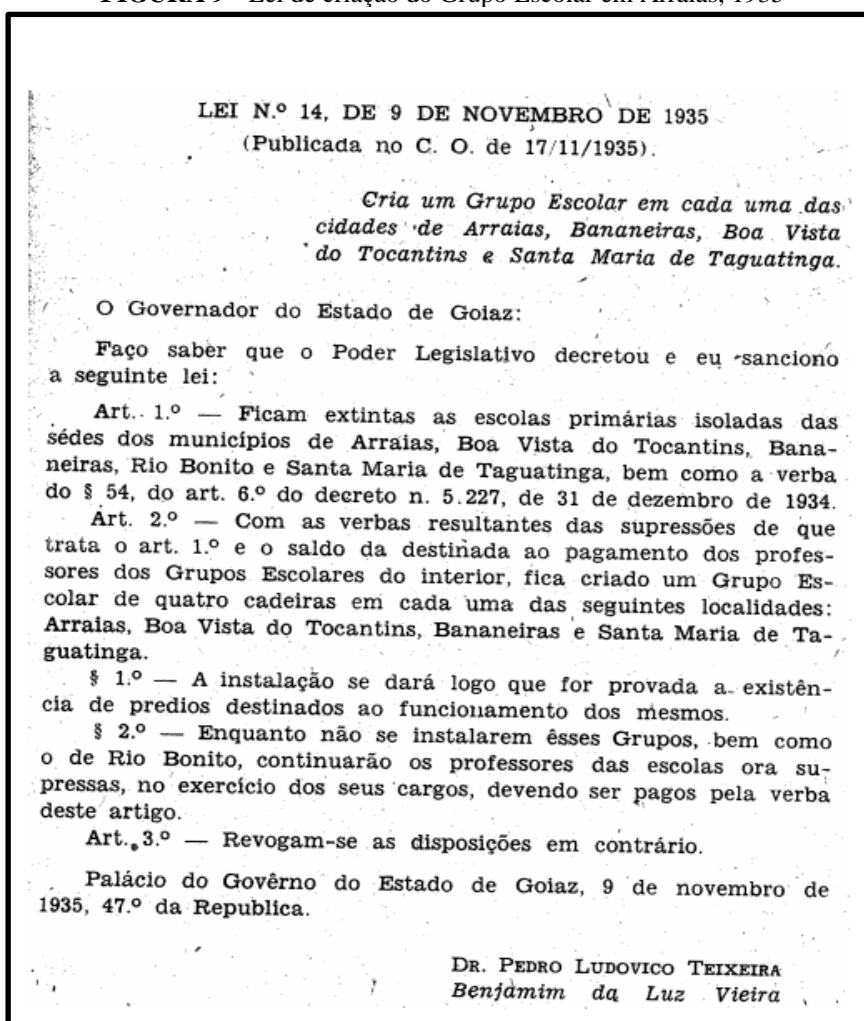 FIGURA 9 - Lei de criação do Grupo Escolar em Arraias, 1935
LEI N.º 14, DE 9 DE NOVEMBRO DE 1935
(Publicada no C. O. de 17/11/1935).
Cria um Grupo Escolar em cada uma das
cidades de Arraias, Bananeiras, Boa Vista
do Tocantins e Santa Maria de Taguatinga.
O Governador do Estado de Goiaz:
Faço saber que o Poder Legislativo decretou e eu sanciono
a seguinte lei:
Art. 1.º — Ficam extintas as escolas primárias isoladas das
sédes dos municípios de Arraias, Boa Vista do Tocantins, Bana-
neiras, Rio Bonito e Santa Maria de Taguatinga, bem como a verba
do § 54, do art. 6.º do decreto n. 5.227, de 31 de dezembro de 1934.
Art. 2.º — Com as verbas resultantes das supressões de que
trata o art. 1.º e o saldo da destinada ao pagamento dos profes-
sores dos Grupos Escolares do interior, fica criado um Grupo Es-
colar de quatro cadeiras em cada uma das seguintes localidades:
Arraias, Boa Vista do Tocantins, Bananeiras e Santa Maria de Ta-
guatinga.
§ 1.º — A instalação se dará logo que for provada a existên-
cia de predios destinados ao funcionamento dos mesmos.
§ 2.º — Enquanto não se instalarem êsses Grupos, bem como
o de Rio Bonito, continuarão os professores das escolas ora su-
pressas, no exercício dos seus cargos, devendo ser pagos pela verba
deste artigo.
Art. 3.º — Revogam-se as disposições em contrário.
Palácio do Govêrno do Estado de Goiaz, 9 de novembro de
1935, 47.º da Republica.
DR. PEDRO LUDOVICO TEIXEIRA
Benjamim da Luz Vieira